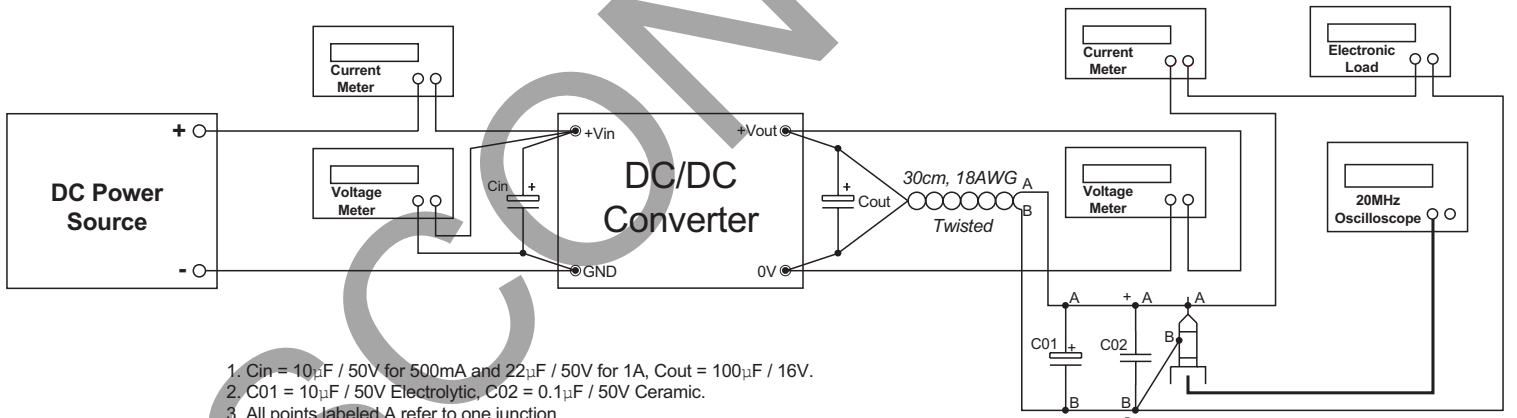 Current
Meter
Current
Meter
Electronic
Load
DC Power
Source
+
-
Voltage
Meter
Cin
+
+Vin
GND
DC/DC
Converter
+Vout
0V
+
Cout
30cm, 18AWG
Twisted
A
B
Voltage
Meter
20MHz
Oscilloscope
A
+ A
A
C01
+
C02
B
B
B
1. Cin = 10μF / 50V for 500mA and 22μF / 50V for 1A, Cout = 100μF / 16V.
2. C01 = 10μF / 50V Electrolytic, C02 = 0.1μF / 50V Ceramic.
3. All points labeled A refer to one junction